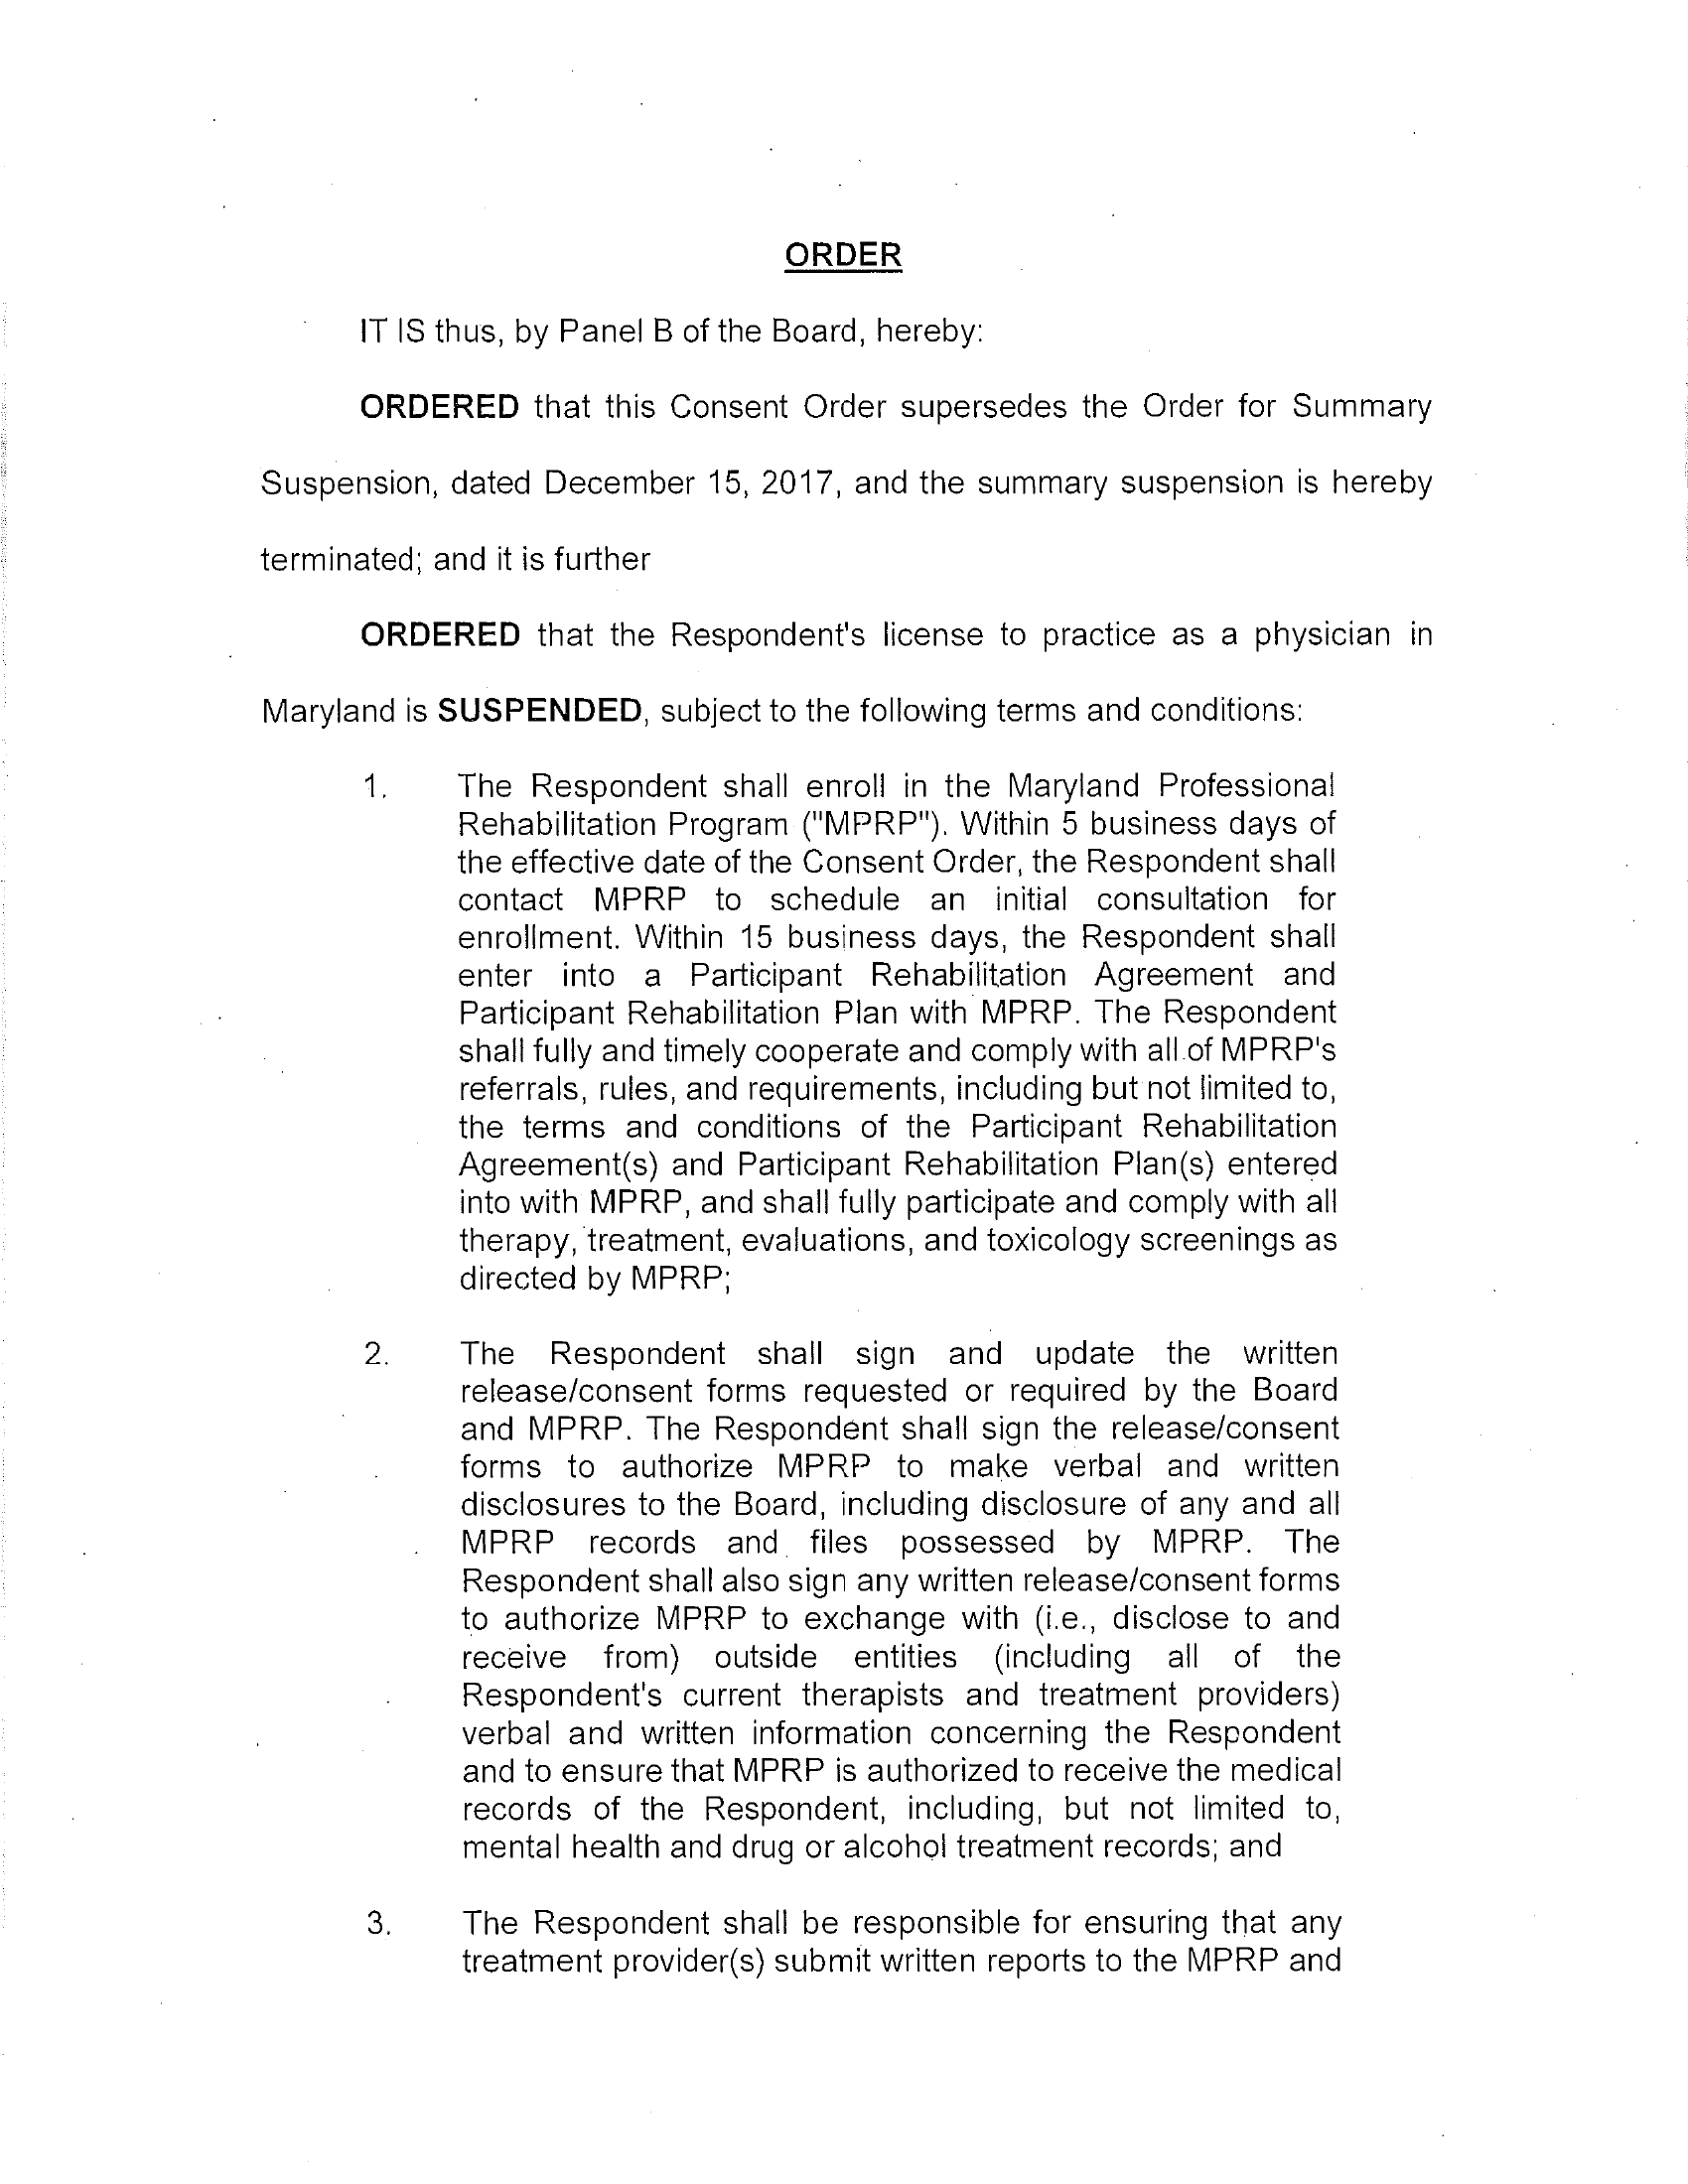 ORDER
IT IS thus, by Panel B of the Board, hereby:
ORDERED that this Consent Order supersedes the Order for Summary
Suspension, dated December 15, 2017, and the summary suspension is hereby
terminated; and it is further
ORDERED that the Respondent's license to practice as a physician in
Maryland is SUSPENDED, subject to the following terms and conditions:
1. The Respondent shall enroll in the Maryland Professional
Rehabilitation Program ("MPRP"). Within 5 business days of
the effective date of the Consent Order, the Respondent shall
contact MPRP to schedule an initial consultation for
enrollment. Within 15 business days, the Respondent shall
enter into a Participant Rehabilitation Agreement and
Participant Rehabilitation Plan with MPRP. The Respondent
shall fully and timely cooperate and comply with all of MPRP's
referrals, rules, and requirements, including but not limited to,
the terms and conditions of the Participant Rehabilitation
Agreement(s) and Participant Rehabilitation Plan(s) entered
into with MPRP, and shall fully participate and comply with all
therapy, treatment, evaluations, and toxicology screenings as
directed by MPRP;
2. The Respondent shall sign and update the written
release/consent forms requested or required by the Board
and MPRP. The Respondent shall sign the release/consent
forms to authorize MPRP to make verbal and written
disclosures to the Board, including disclosure of any and all
MPRP records and files possessed by MPRP. The
Respondent shall also sign any written release/consent forms
to authorize MPRP to exchange with (i.e., disclose to and
receive from) outside entities (including all of the
Respondent's current therapists and treatment providers)
verbal and written information concerning the Respondent
and to ensure that MPRP is authorized to receive the medical
records of the Respondent, including, but not limited to,
mental health and drug or alcohol treatment records; and
3. The Respondent shall be responsible for ensuring that any
treatment provider(s) submit written reports to the MPRP and